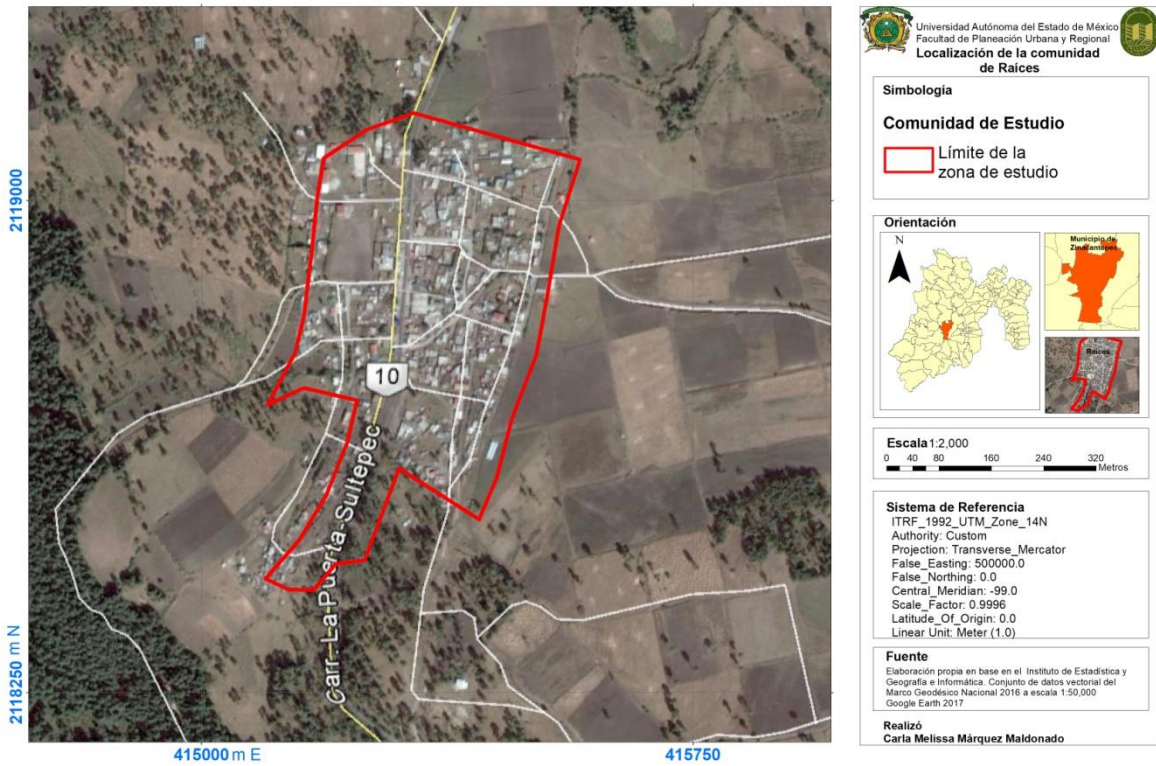 2119000
2118250 m N
415000 m E
415750
10
Carr. La Puerta-Sultepec
Universidad Autónoma del Estado de México
Facultad de Planeación Urbana y Regional
Localización de la comunidad
de Raíces
Simbología
Comunidad de Estudio
Límite de la
zona de estudio
Orientación
N
Municipio de
Zinacantepec
Raíces
Escala 1:2,000
0 40 80 160 240 320
Metros
Sistema de Referencia
ITRF_1992_UTM_Zone_14N
Authority: Custom
Projection: Transverse_Mercator
False_Easting: 500000.0
False_Northing: 0.0
Central_Meridian: -99.0
Scale_Factor: 0.9996
Latitude_Of_Origin: 0.0
Linear Unit: Meter (1.0)
Fuente
Elaboración propia en base en el Instituto de Estadística y
Geografía e Informática. Conjunto de datos vectorial del
Marco Geodésico Nacional 2016 a escala 1:50,000
Google Earth 2017
Realizó
Carla Melissa Márquez Maldonado